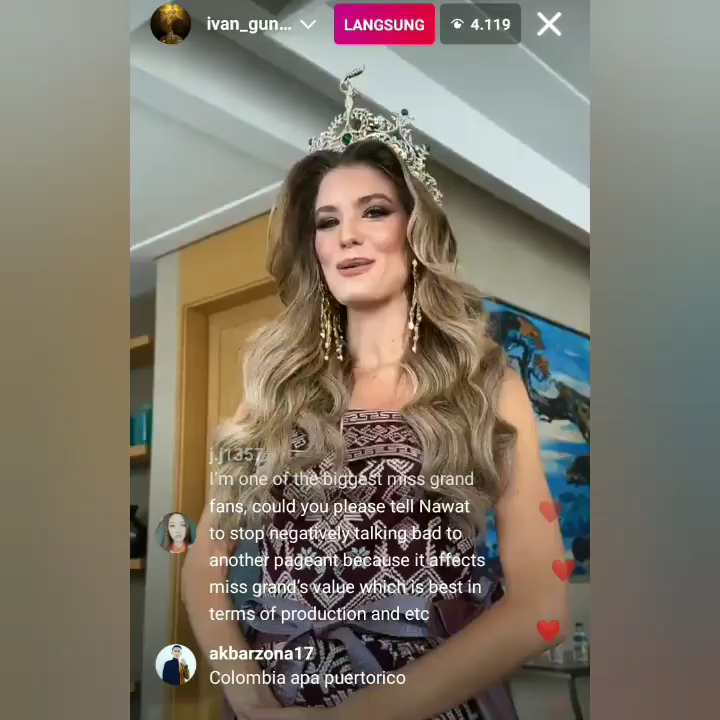 ivan_gun...
LANGSUNG
4.119
j.j1357
I'm one of the biggest miss grand
fans, could you please tell Nawat
to stop negatively talking bad to
another pageant because it affects
miss grand's value which is best in
terms of production and etc
akbarzona17
Colombia apa puertorico